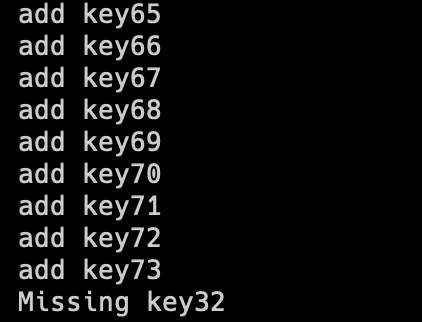 add key65
add key66
add key67
add key68
add key69
add key70
add key71
add key72
add key73
Missing key32